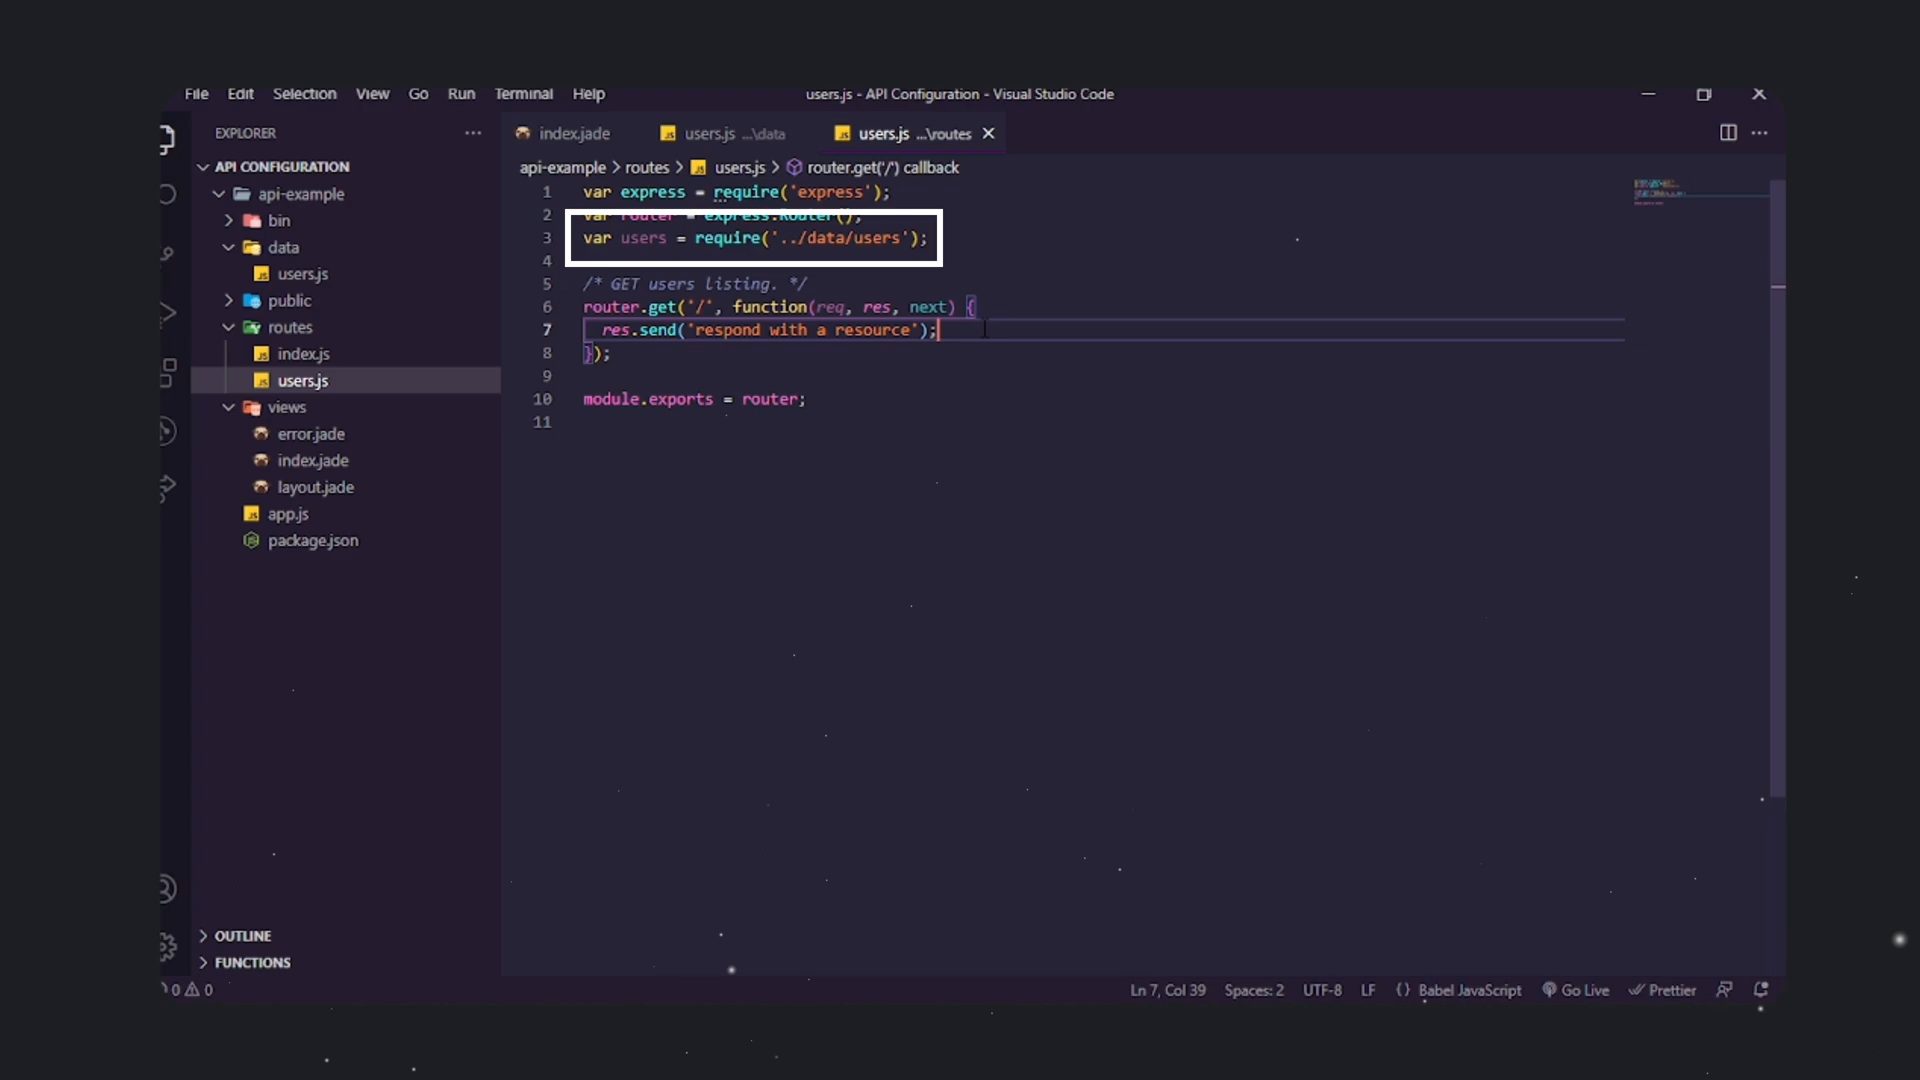 File Edit Selection View Go Run Terminal Help users.js - API Configuration - Visual Studio Code
EXPLORER
API CONFIGURATION
api-example
bin
data
users.js
public
routes
index.js
users.js
views
error.jade
index.jade
layout.jade
app.js
package.json
OUTLINE
FUNCTIONS
index.jade users.js ...\data users.js ...\routes
api-example > routes > users.js > router.get('/') callback
1 var express = require('express');
2 var router = express.Router();
3 var users = require('../data/users');
4
5 /* GET users listing. */
6 router.get('/', function(req, res, next) {
7 res.send('respond with a resource');
8 });
9
10 module.exports = router;
11
0 0 Ln 7, Col 39 Spaces: 2 UTF-8 LF {} Babel JavaScript Go Live Prettier